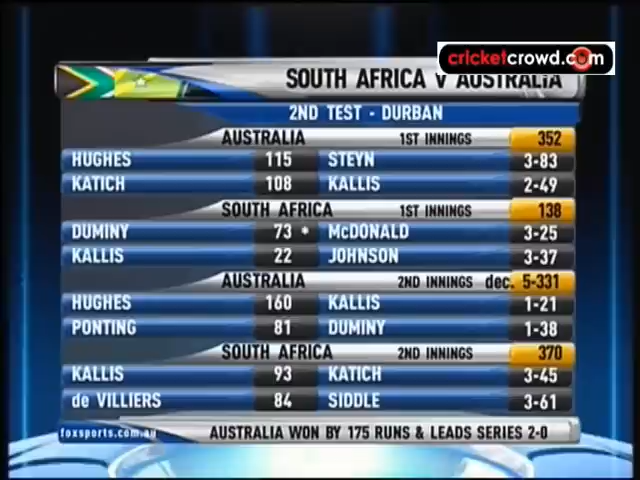 cricketcrowd.com
SOUTH AFRICA V AUSTRALIA
2ND TEST - DURBAN
AUSTRALIA 1ST INNINGS 352
HUGHES 115 STEYN 3-83
KATICH 108 KALLIS 2-49
SOUTH AFRICA 1ST INNINGS 138
DUMINY 73 * McDONALD 3-25
KALLIS 22 JOHNSON 3-37
AUSTRALIA 2ND INNINGS dec. 5-331
HUGHES 160 KALLIS 1-21
PONTING 81 DUMINY 1-38
SOUTH AFRICA 2ND INNINGS 370
KALLIS 93 KATICH 3-45
de VILLIERS 84 SIDDLE 3-61
foxsports.com.au AUSTRALIA WON BY 175 RUNS & LEADS SERIES 2-0